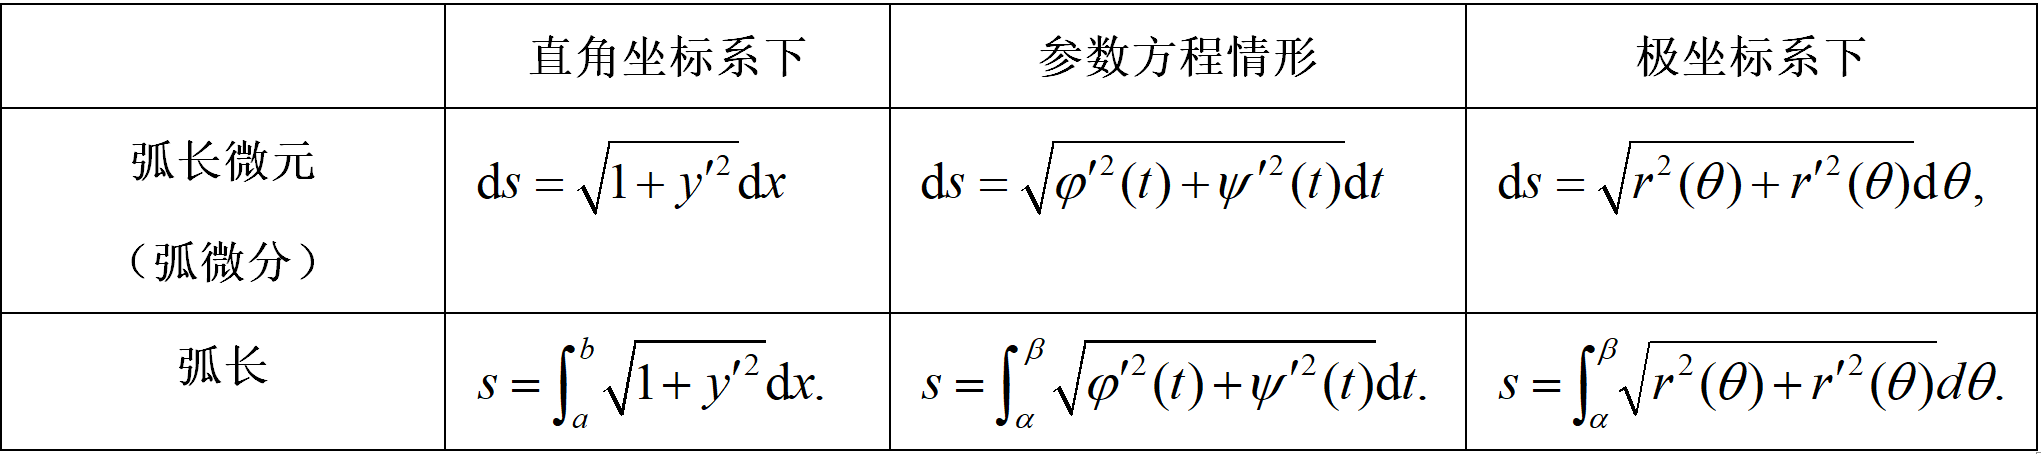 直角坐标系下 参数方程情形 极坐标系下
弧长微元
（弧微分）
ds = √(1 + y′²)dx
ds = √(φ′²(t) + ψ′²(t))dt
ds = √(r²(θ) + r′²(θ))dθ,
弧长
s = ∫ₐᵇ √(1 + y′²)dx.
s = ∫_α^β √(φ′²(t) + ψ′²(t))dt.
s = ∫_α^β √(r²(θ) + r′²(θ))dθ.